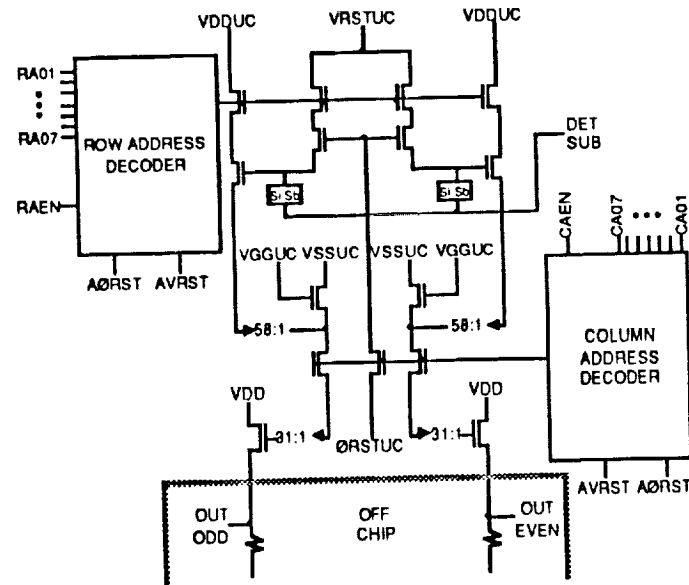 VDDUC
VRSTUC
VDDUC
RA01
RA07
ROW ADDRESS
DECODER
RAEN
AØRST
AVRST
Si Sb
Si Sb
DET
SUB
CAEN
CA07
CA01
VGGUC
VSSUC
VSSUC
VGGUC
58:1
58:1
COLUMN
ADDRESS
DECODER
VDD
VDD
31:1
ØRSTUC
31:1
AVRST
AØRST
OUT
ODD
OFF
CHIP
OUT
EVEN